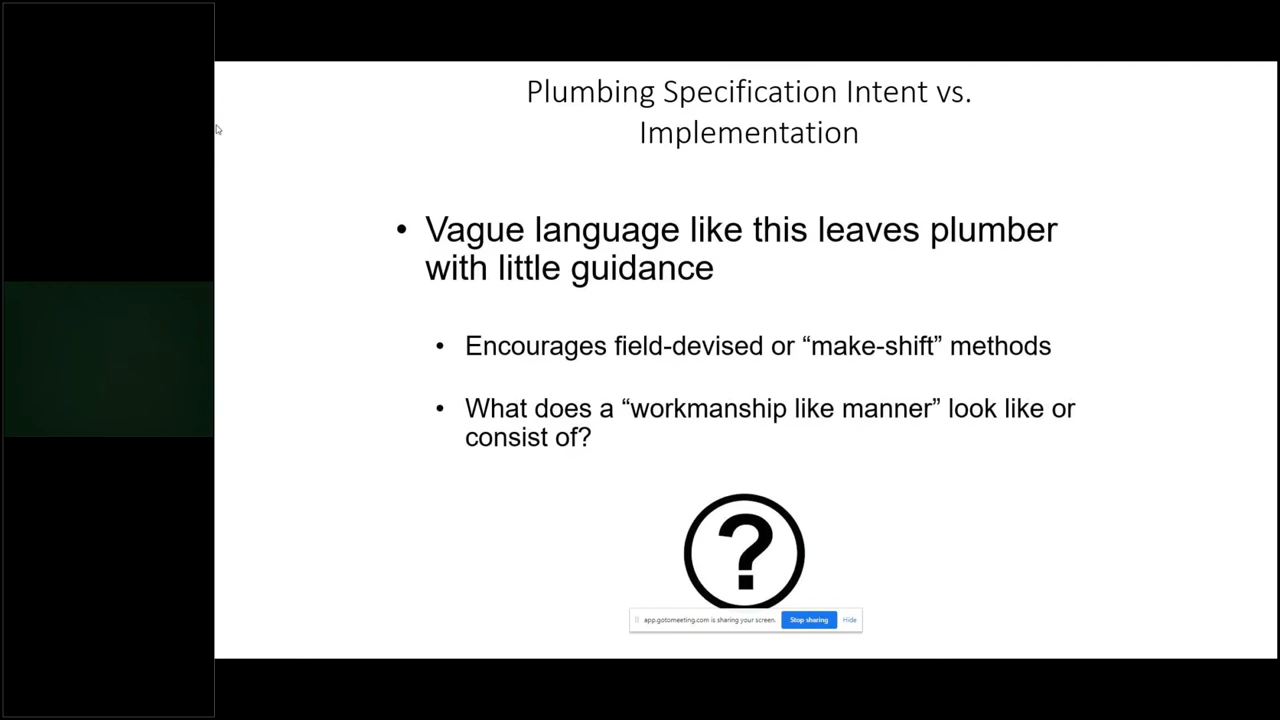 Plumbing Specification Intent vs.
Implementation
• Vague language like this leaves plumber
with little guidance
• Encourages field-devised or “make-shift” methods
• What does a “workmanship like manner” look like or
consist of?
?
app.gotomeeting.com is sharing your screen. Stop sharing Hide